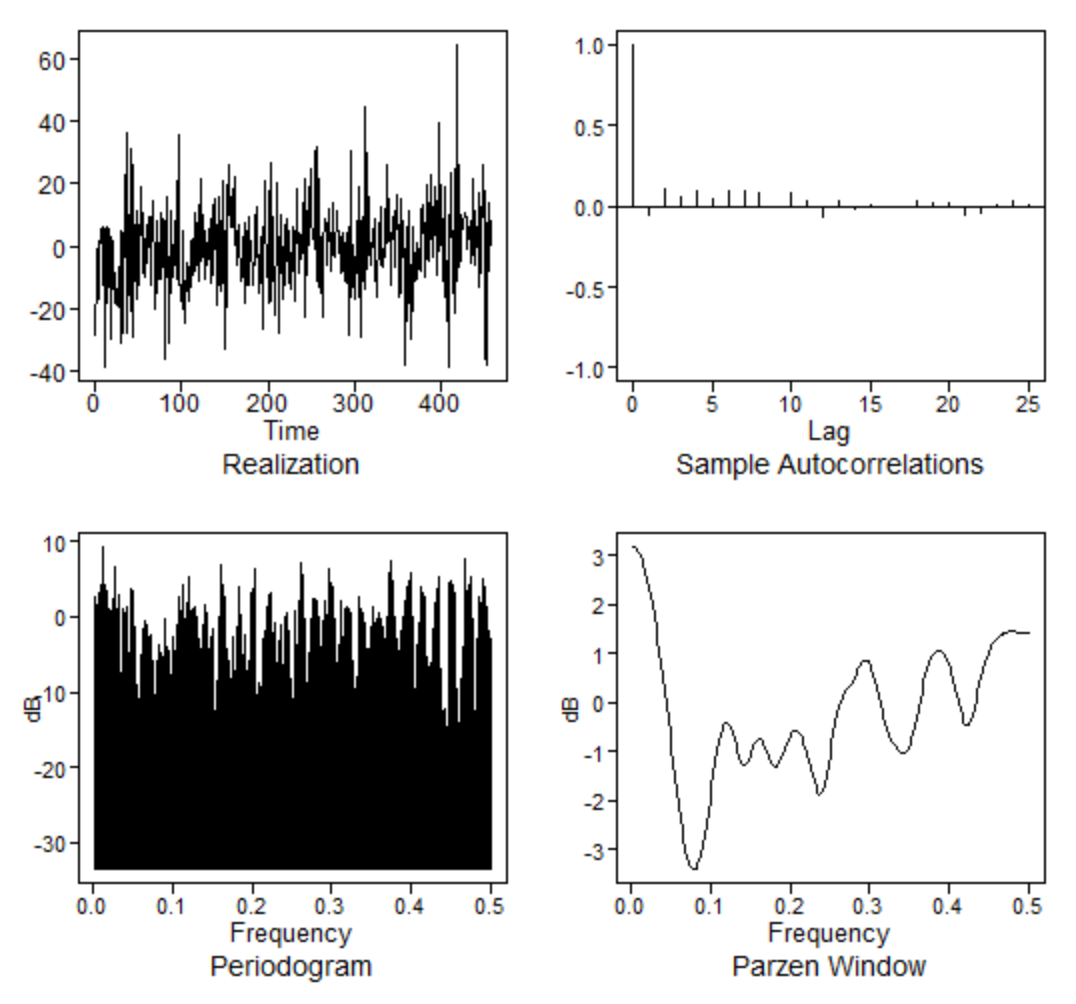 60
40
20
0
-20
-40
0 100 200 300 400
Time
Realization
1.0
0.5
0.0
-0.5
-1.0
0 5 10 15 20 25
Lag
Sample Autocorrelations
10
0
-10
-20
-30
dB
0.0 0.1 0.2 0.3 0.4 0.5
Frequency
Periodogram
3
2
1
0
-1
-2
-3
dB
0.0 0.1 0.2 0.3 0.4 0.5
Frequency
Parzen Window